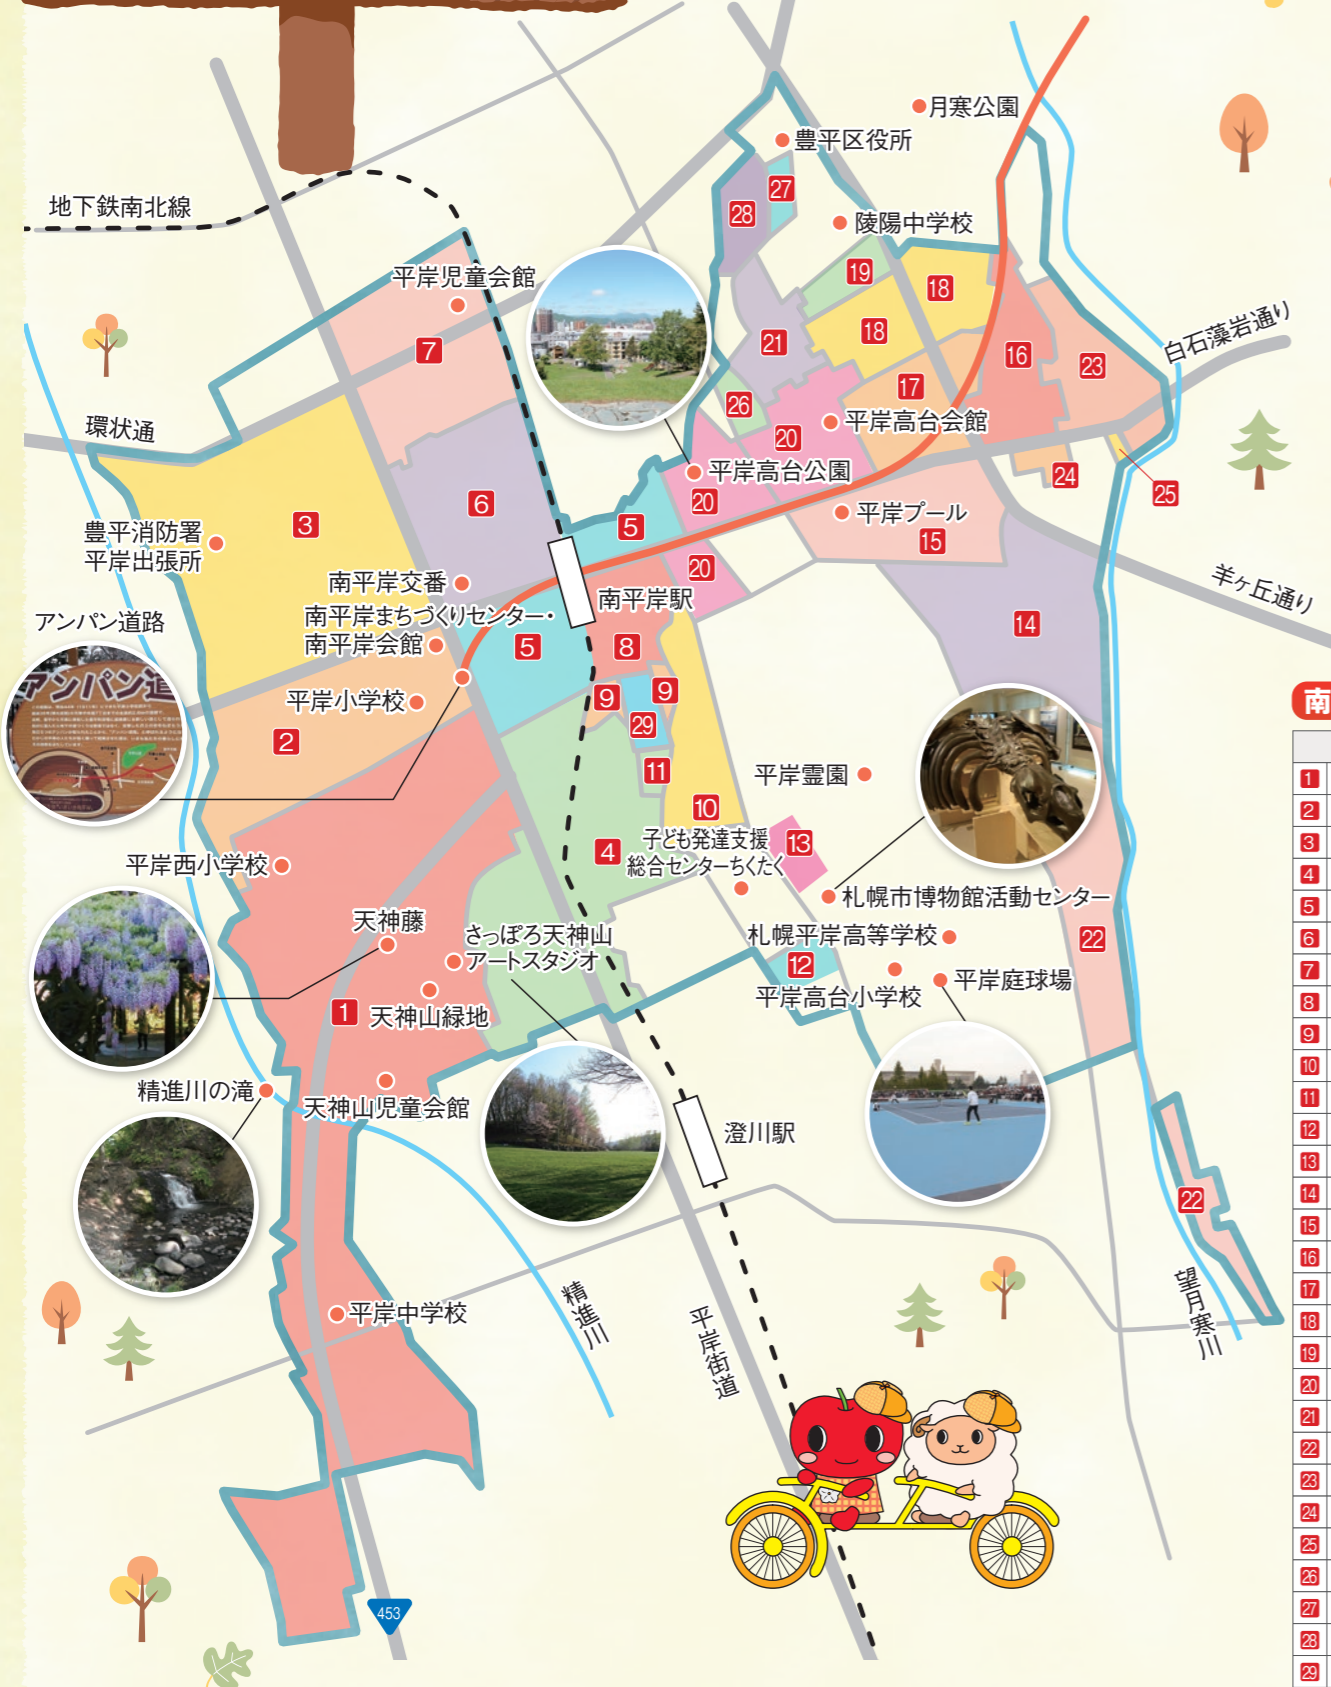 月寒公園
豊平区役所
27
28
地下鉄南北線
陵陽中学校
平岸児童会館
19
18
7
21
18
16
23
白石藻岩通り
17
26
環状通
平岸高台会館
20
平岸高台公園
24
25
6
20
3
5
平岸プール
15
豊平消防署
平岸出張所
20
南平岸交番
羊ヶ丘通り
南平岸駅
南平岸まちづくりセンター・
南平岸会館
アンパン道路
5
8
14
アンパン道
平岸小学校
9
9
29
2
11
平岸霊園
10
13
子ども発達支援
総合センターちくたく
4
平岸西小学校
札幌市博物館活動センター
天神藤
さっぽろ天神山
アートスタジオ
札幌平岸高等学校
22
12
平岸庭球場
平岸高台小学校
1
天神山緑地
精進川の滝
天神山児童会館
澄川駅
22
平岸中学校
精進川
平岸街道
望月寒川
453
南
1
2
3
4
5
6
7
8
9
10
11
12
13
14
15
16
17
18
19
20
21
22
23
24
25
26
27
28
29